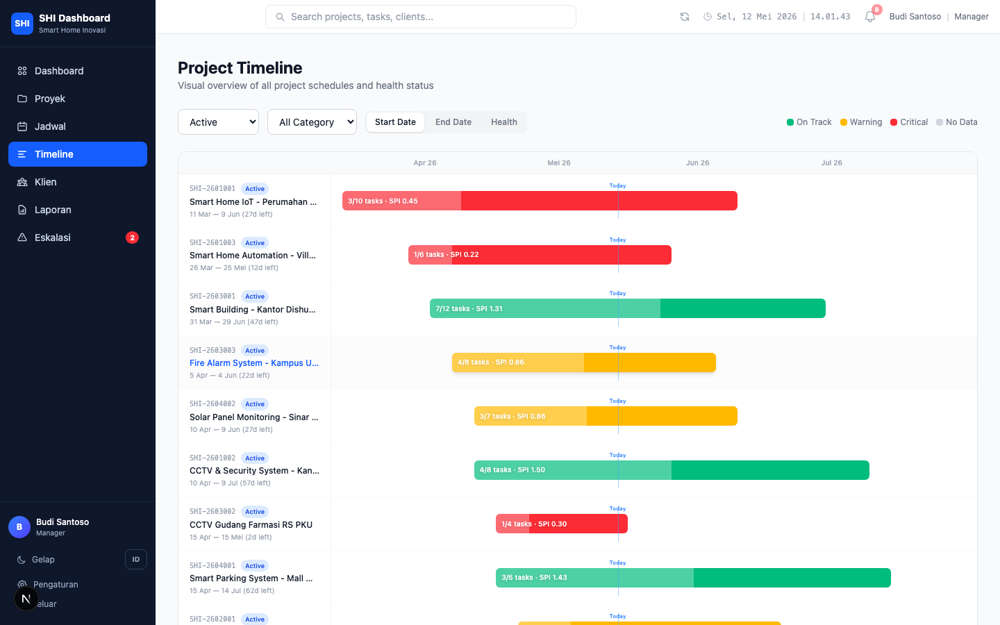 SHI
SHI Dashboard
Smart Home Inovasi
Search projects, tasks, clients...
Sel, 12 Mei 2026 | 14.01.43
8
Budi Santoso | Manager
Dashboard
Proyek
Jadwal
Timeline
Klien
Laporan
Eskalasi
2
Project Timeline
Visual overview of all project schedules and health status
Active
All Category
Start Date
End Date
Health
On Track
Warning
Critical
No Data
Apr 26
Mei 26
Jun 26
Jul 26
SHI-2601001 Active
Smart Home IoT - Perumahan ...
11 Mar — 9 Jun (27d left)
Today
3/10 tasks · SPI 0.45
SHI-2601003 Active
Smart Home Automation - Vill...
26 Mar — 25 Mei (12d left)
Today
1/6 tasks · SPI 0.22
SHI-2603001 Active
Smart Building - Kantor Dishu...
31 Mar — 29 Jun (47d left)
Today
7/12 tasks · SPI 1.31
SHI-2603003 Active
Fire Alarm System - Kampus U...
5 Apr — 4 Jun (22d left)
Today
4/8 tasks · SPI 0.86
SHI-2604002 Active
Solar Panel Monitoring - Sinar ...
10 Apr — 9 Jun (27d left)
Today
3/7 tasks · SPI 0.86
SHI-2601002 Active
CCTV & Security System - Kan...
10 Apr — 9 Jul (57d left)
Today
4/8 tasks · SPI 1.50
SHI-2603002 Active
CCTV Gudang Farmasi RS PKU
15 Apr — 15 Mei (2d left)
Today
1/4 tasks · SPI 0.30
SHI-2604001 Active
Smart Parking System - Mall ...
15 Apr — 14 Jul (62d left)
Today
3/6 tasks · SPI 1.43
SHI-2602001 Active
Today
B
Budi Santoso
Manager
Gelap
ID
Pengaturan
N
eluar